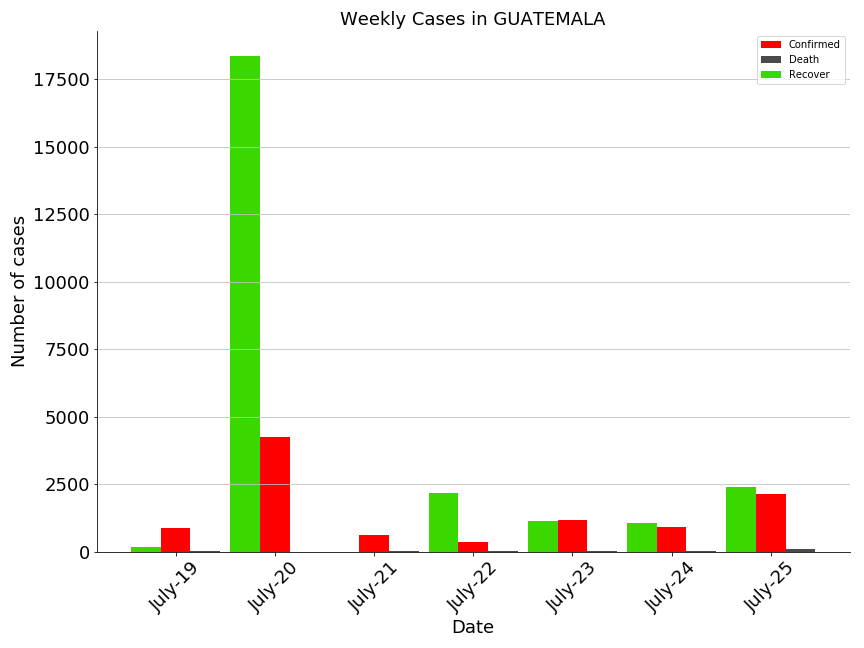 Weekly Cases in GUATEMALA
Confirmed
Death
Recover
Number of cases
17500
15000
12500
10000
7500
5000
2500
0
July-19
July-20
July-21
July-22
July-23
July-24
July-25
Date